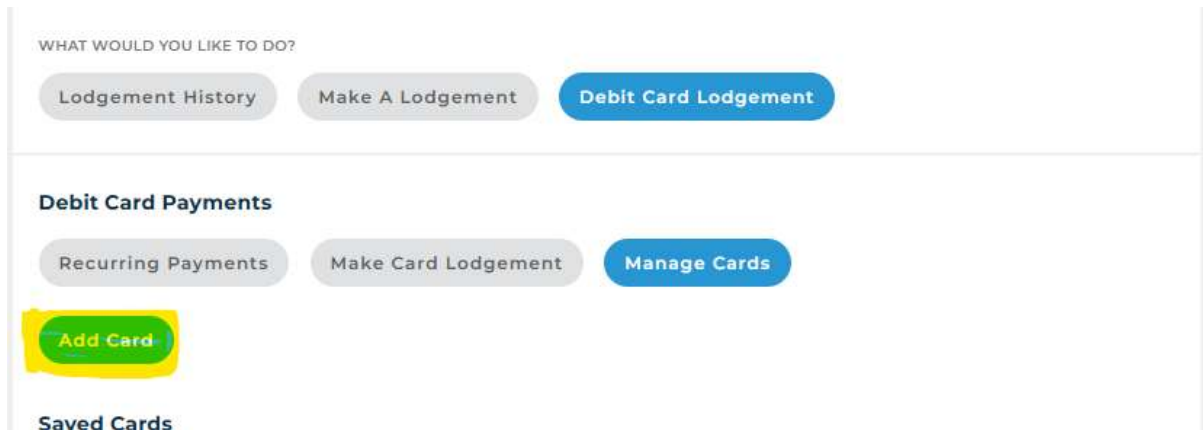 WHAT WOULD YOU LIKE TO DO?
Lodgement History Make A Lodgement Debit Card Lodgement
Debit Card Payments
Recurring Payments Make Card Lodgement Manage Cards
Add Card
Saved Cards